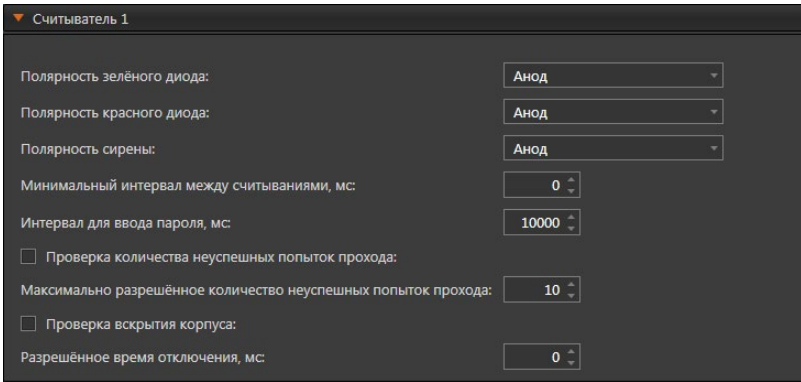 Считыватель 1
Полярность зелёного диода: Анод
Полярность красного диода: Анод
Полярность сирены: Анод
Минимальный интервал между считываниями, мс: 0
Интервал для ввода пароля, мс: 10000
Проверка количества неуспешных попыток прохода:
Максимально разрешённое количество неуспешных попыток прохода: 10
Проверка вскрытия корпуса:
Разрешённое время отключения, мс: 0